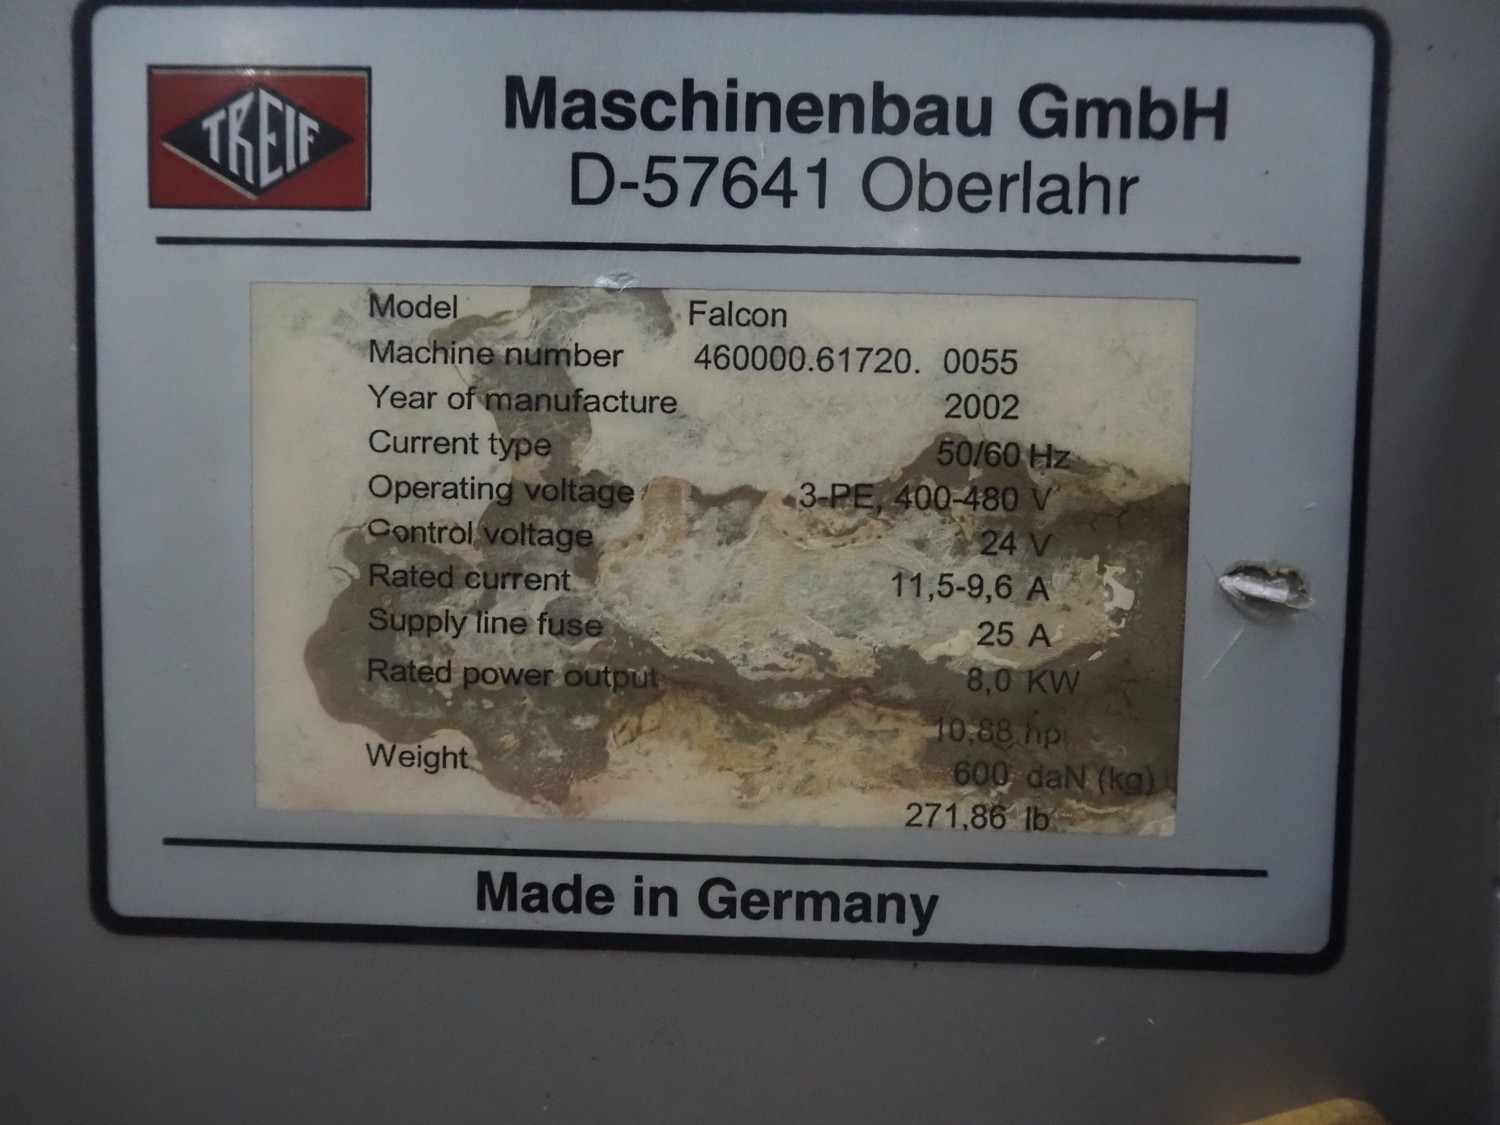 TREIF
Maschinenbau GmbH
D-57641 Oberlahr
Model Falcon
Machine number 460000.61720. 0055
Year of manufacture 2002
Current type 50/60 Hz
Operating voltage 3-PE, 400-480 V
Control voltage 24 V
Rated current 11,5-9,6 A
Supply line fuse 25 A
Rated power output 8,0 KW
10,88 hp
Weight 600 daN (kg)
271,86 lb
Made in Germany